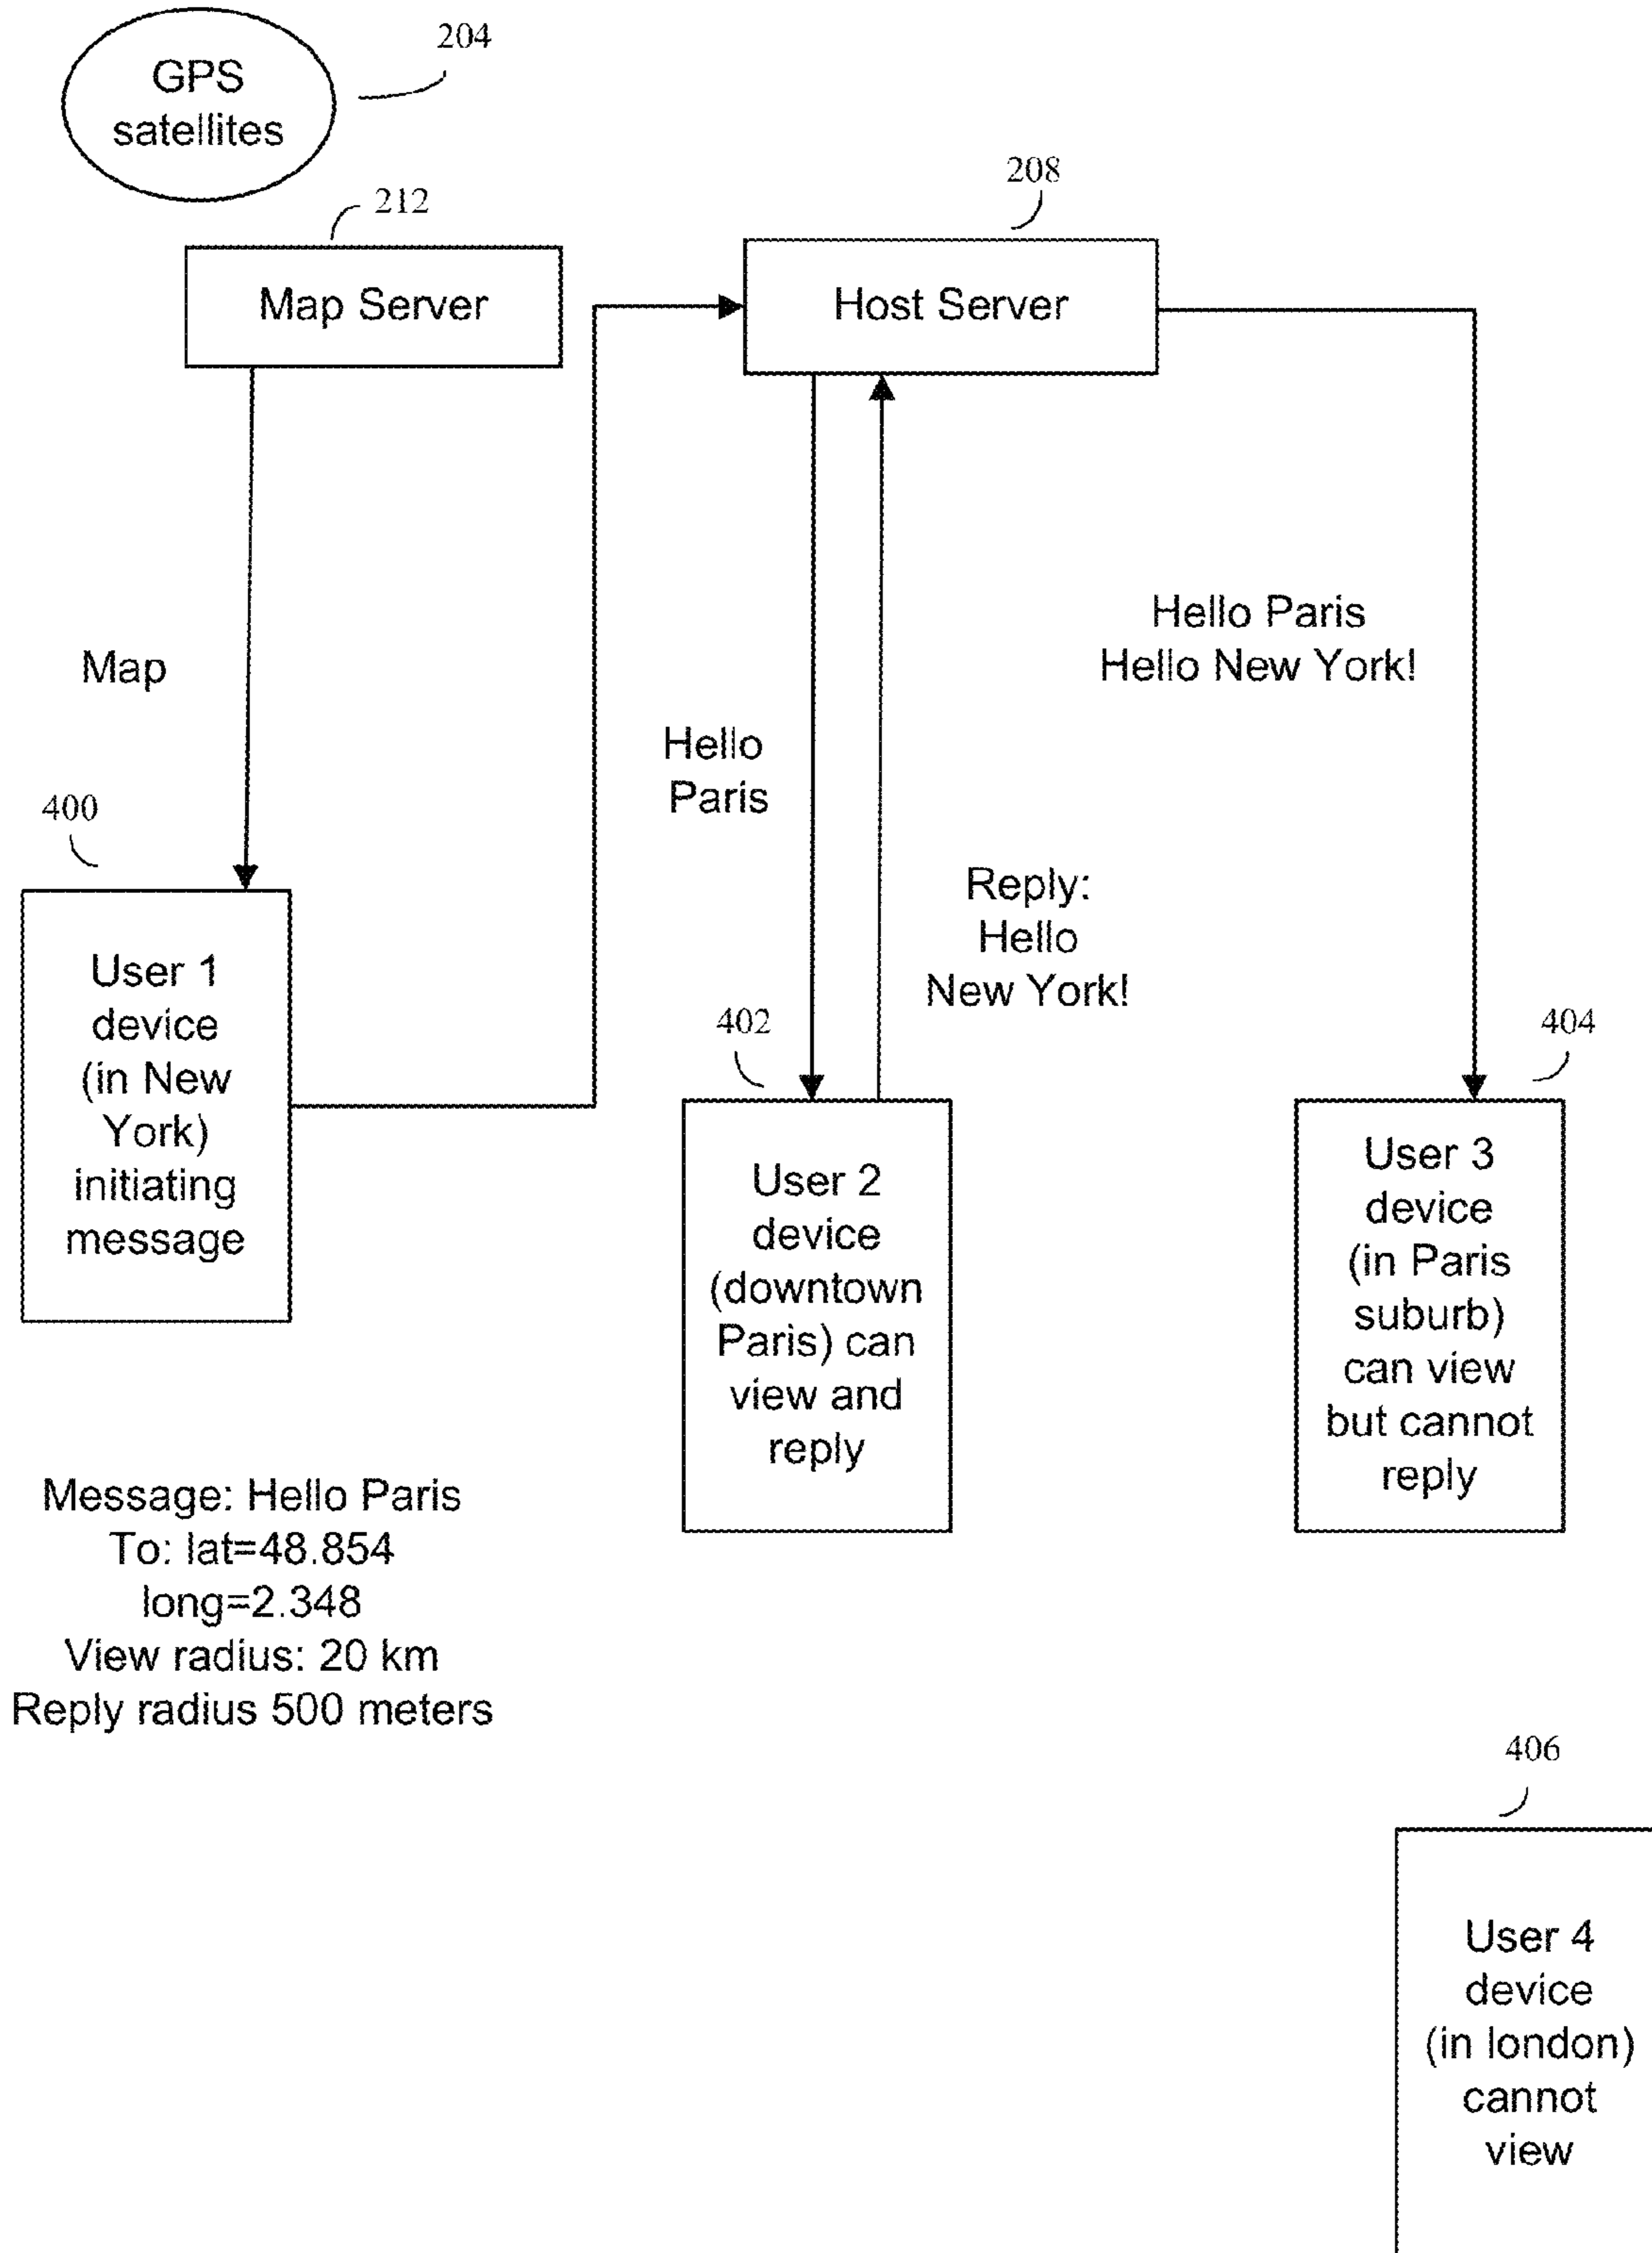 GPS
satellites
204
212
Map Server
208
Host Server
Map
Hello Paris
Hello New York!
Hello
Paris
400
User 1
device
(in New
York)
initiating
message
Reply:
Hello
New York!
402
User 2
device
(downtown
Paris) can
view and
reply
404
User 3
device
(in Paris
suburb)
can view
but cannot
reply
Message: Hello Paris
To: lat=48.854
long=2.348
View radius: 20 km
Reply radius 500 meters
406
User 4
device
(in london)
cannot
view